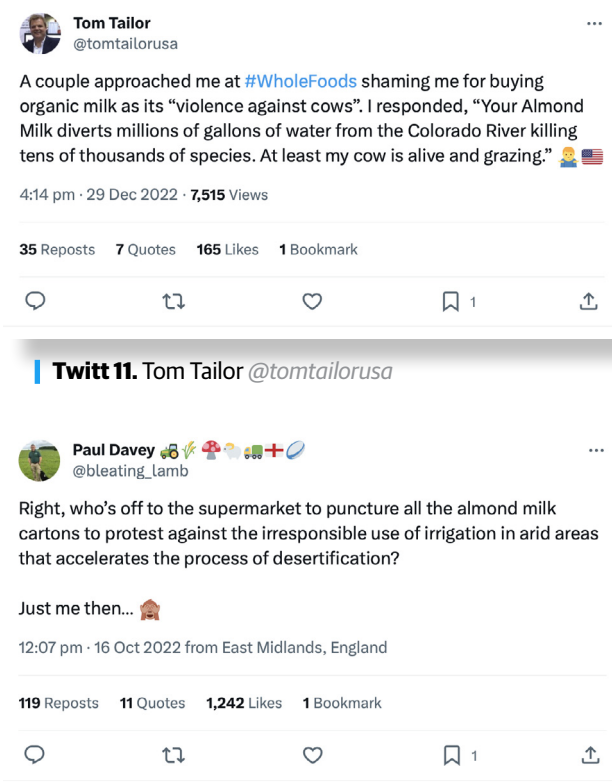 Tom Tailor
@tomtailorusa
A couple approached me at #WholeFoods shaming me for buying
organic milk as its “violence against cows”. I responded, “Your Almond
Milk diverts millions of gallons of water from the Colorado River killing
tens of thousands of species. At least my cow is alive and grazing.” 🤷‍♂️ 🇺🇸
4:14 pm · 29 Dec 2022 · 7,515 Views
35 Reposts 7 Quotes 165 Likes 1 Bookmark
1
Twitt 11. Tom Tailor @tomtailorusa
Paul Davey 🚜🌾 🍄🐑🚛🏴󠁧󠁢󠁥󠁮󠁧󠁿🏉
@bleating_lamb
Right, who’s off to the supermarket to puncture all the almond milk
cartons to protest against the irresponsible use of irrigation in arid areas
that accelerates the process of desertification?
Just me then... 🙈
12:07 pm · 16 Oct 2022 from East Midlands, England
119 Reposts 11 Quotes 1,242 Likes 1 Bookmark
1